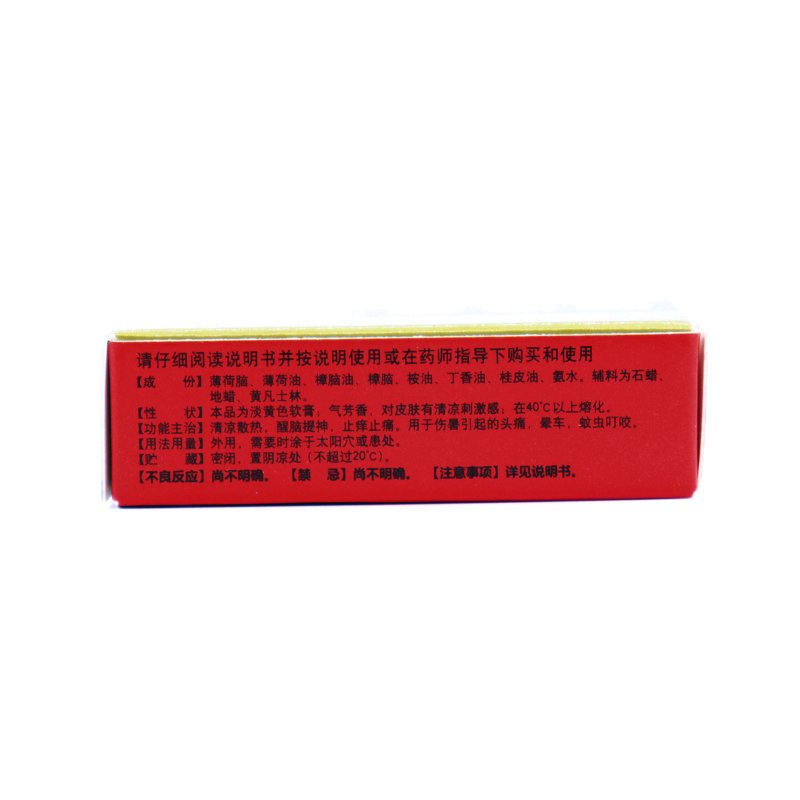 请仔细阅读说明书并按说明使用或在药师指导下购买和使用
【成 份】薄荷脑、薄荷油、樟脑油、樟脑、桉油、丁香油、桂皮油、氨水。辅料为石蜡、
地蜡、黄凡士林。
【性 状】本品为淡黄色软膏；气芳香，对皮肤有清凉刺激感；在40℃以上熔化。
【功能主治】清凉散热，醒脑提神，止痒止痛。用于伤暑引起的头痛，晕车，蚊虫叮咬。
【用法用量】外用，需要时涂于太阳穴或患处。
【贮 藏】密闭，置阴凉处（不超过20℃）。
【不良反应】尚不明确。 【禁 忌】尚不明确。 【注意事项】详见说明书。